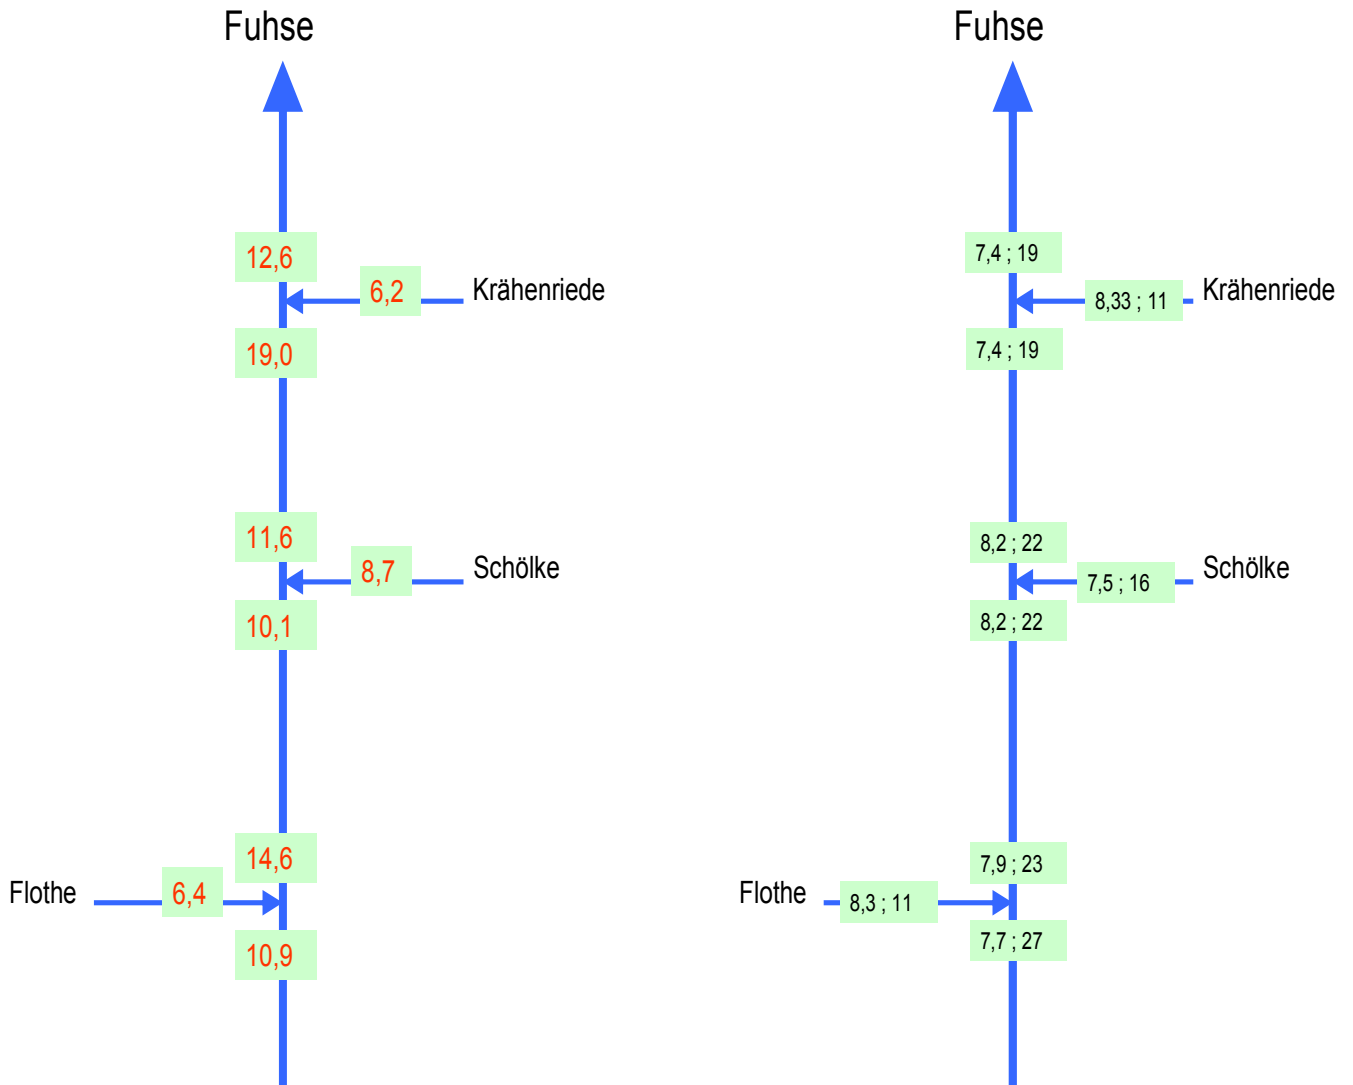 Fuhse
12,6
6,2
Krähenriede
19,0
11,6
8,7
Schölke
10,1
14,6
Flothe
6,4
10,9
Fuhse
7,4 ; 19
8,33 ; 11
Krähenriede
7,4 ; 19
8,2 ; 22
7,5 ; 16
Schölke
8,2 ; 22
7,9 ; 23
Flothe
8,3 ; 11
7,7 ; 27